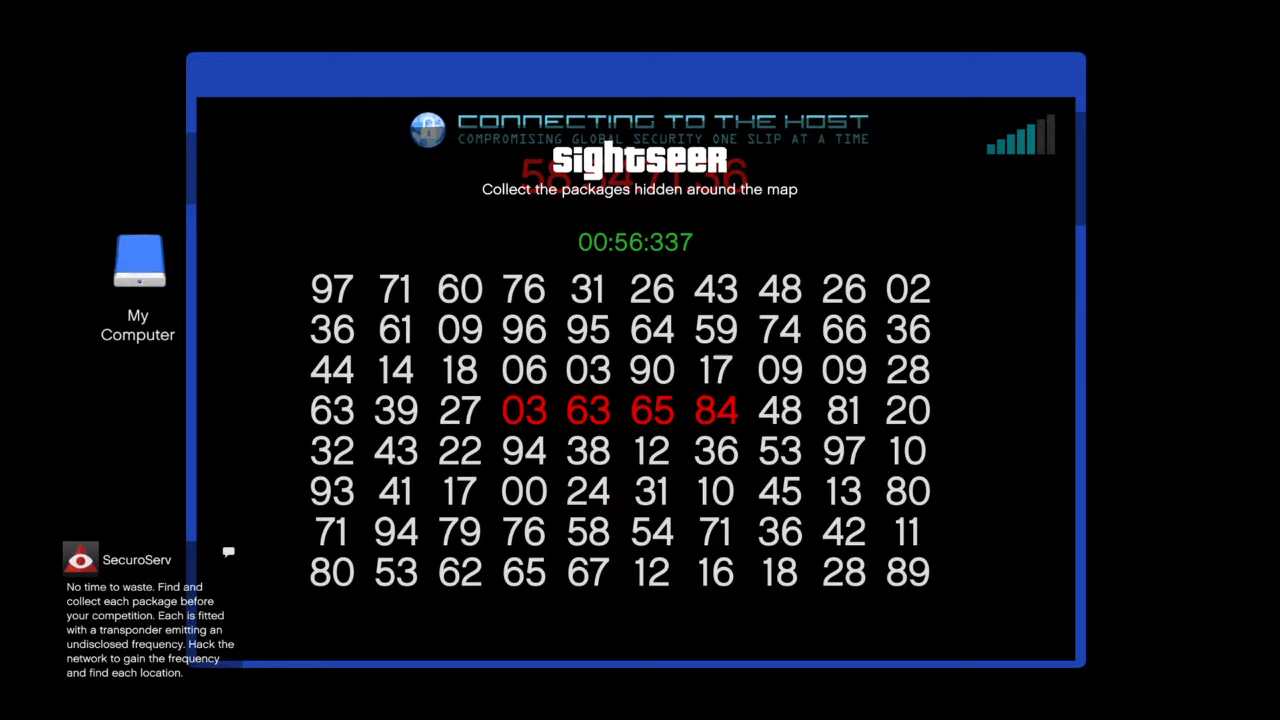 CONNECTING TO THE HOST
COMPROMISING GLOBAL SECURITY ONE SLIP AT A TIME
sightseer
Collect the packages hidden around the map
00:56:337
97 71 60 76 31 26 43 48 26 02
36 61 09 96 95 64 59 74 66 36
44 14 18 06 03 90 17 09 09 28
63 39 27 03 63 65 84 48 81 20
32 43 22 94 38 12 36 53 97 10
93 41 17 00 24 31 10 45 13 80
71 94 79 76 58 54 71 36 42 11
80 53 62 65 67 12 16 18 28 89
My
Computer
SecuroServ
No time to waste. Find and
collect each package before
your competition. Each is fitted
with a transponder emitting an
undisclosed frequency. Hack the
network to gain the frequency
and find each location.